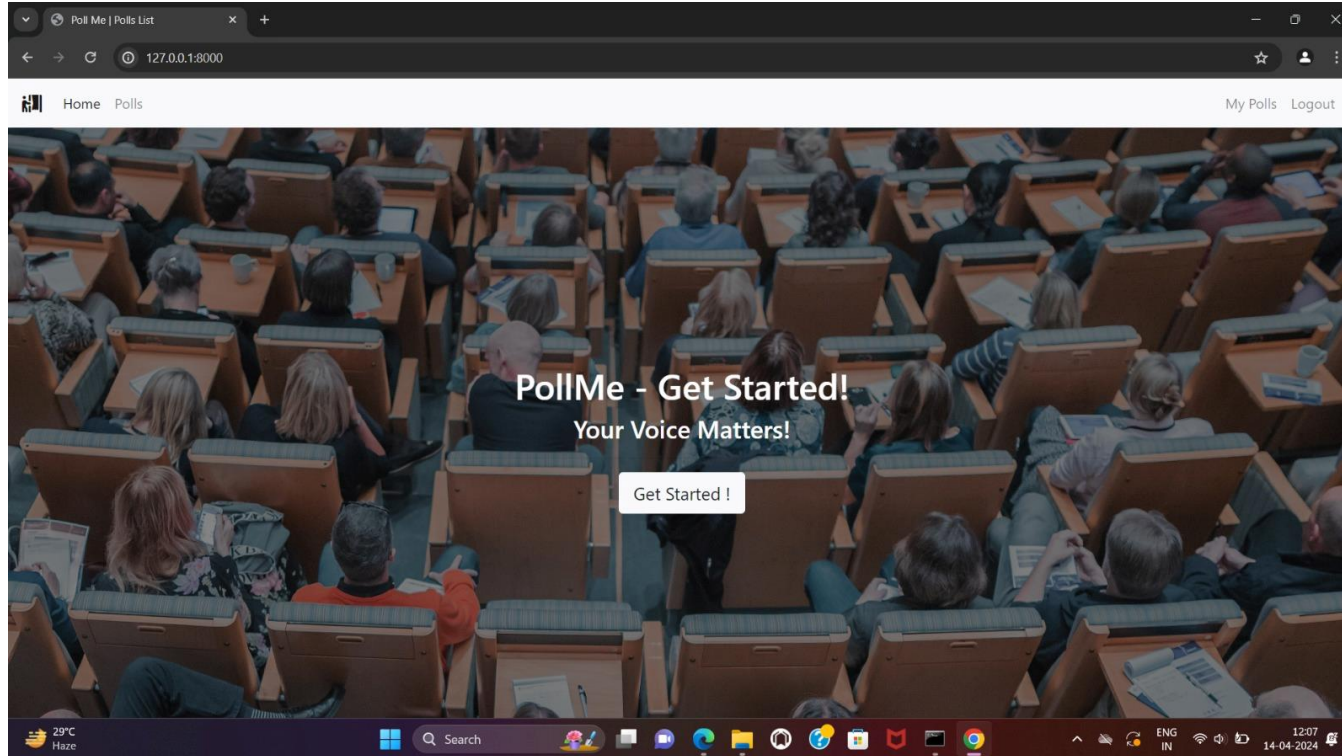 Poll Me | Polls List
127.0.0.1:8000
Home Polls My Polls Logout
PollMe - Get Started!
Your Voice Matters!
Get Started !
29°C
Haze
Search
ENG
IN
12:07
14-04-2024